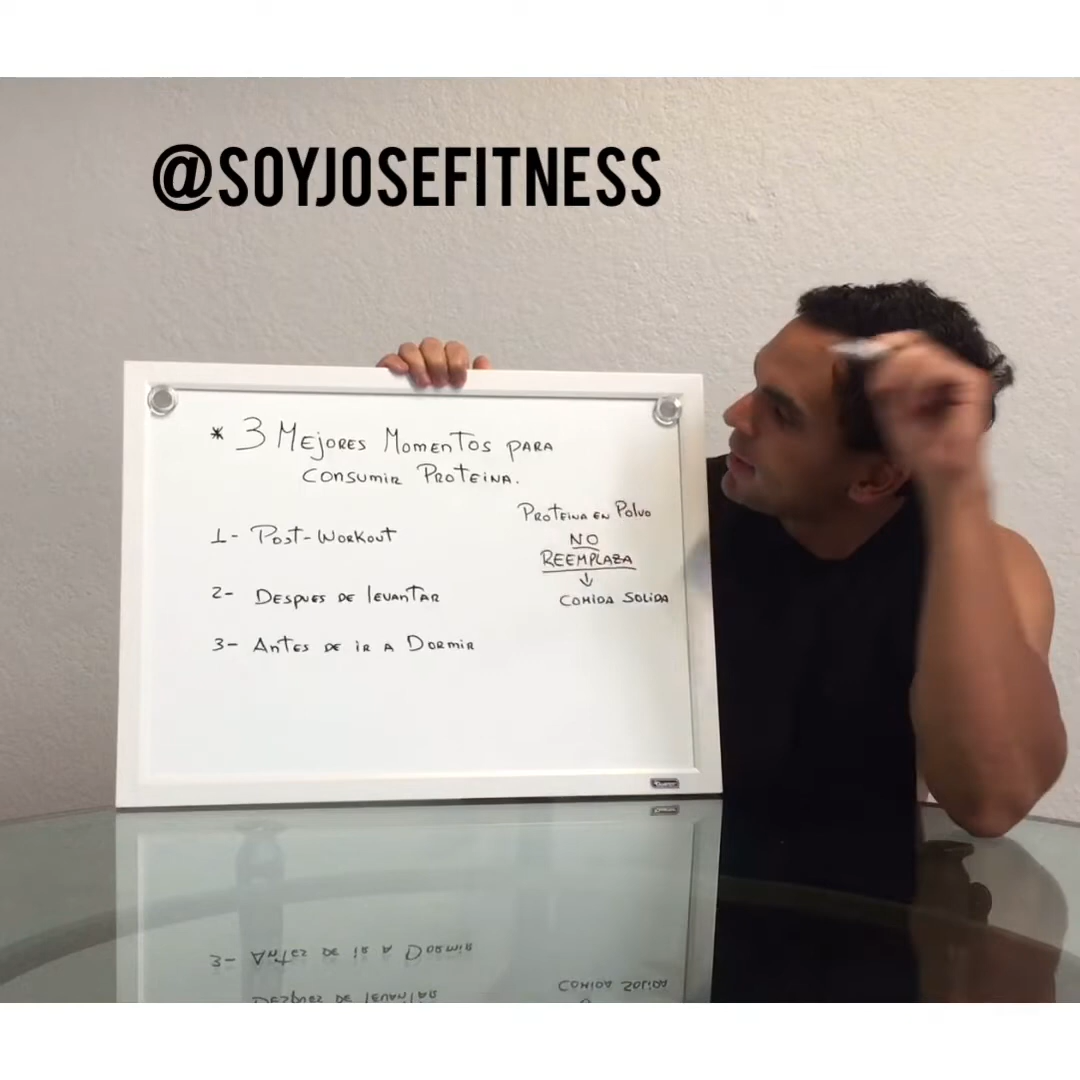 @SOYJOSEFITNESS
* 3 MEJORES MOMENTOS PARA
CONSUMIR PROTEINA.
1- POST-WORKOUT
2- DESPUES DE LEVANTAR
3- ANTES DE IR A DORMIR
PROTEINA EN POLVO
NO
REEMPLAZA
↓
COMIDA SOLIDA